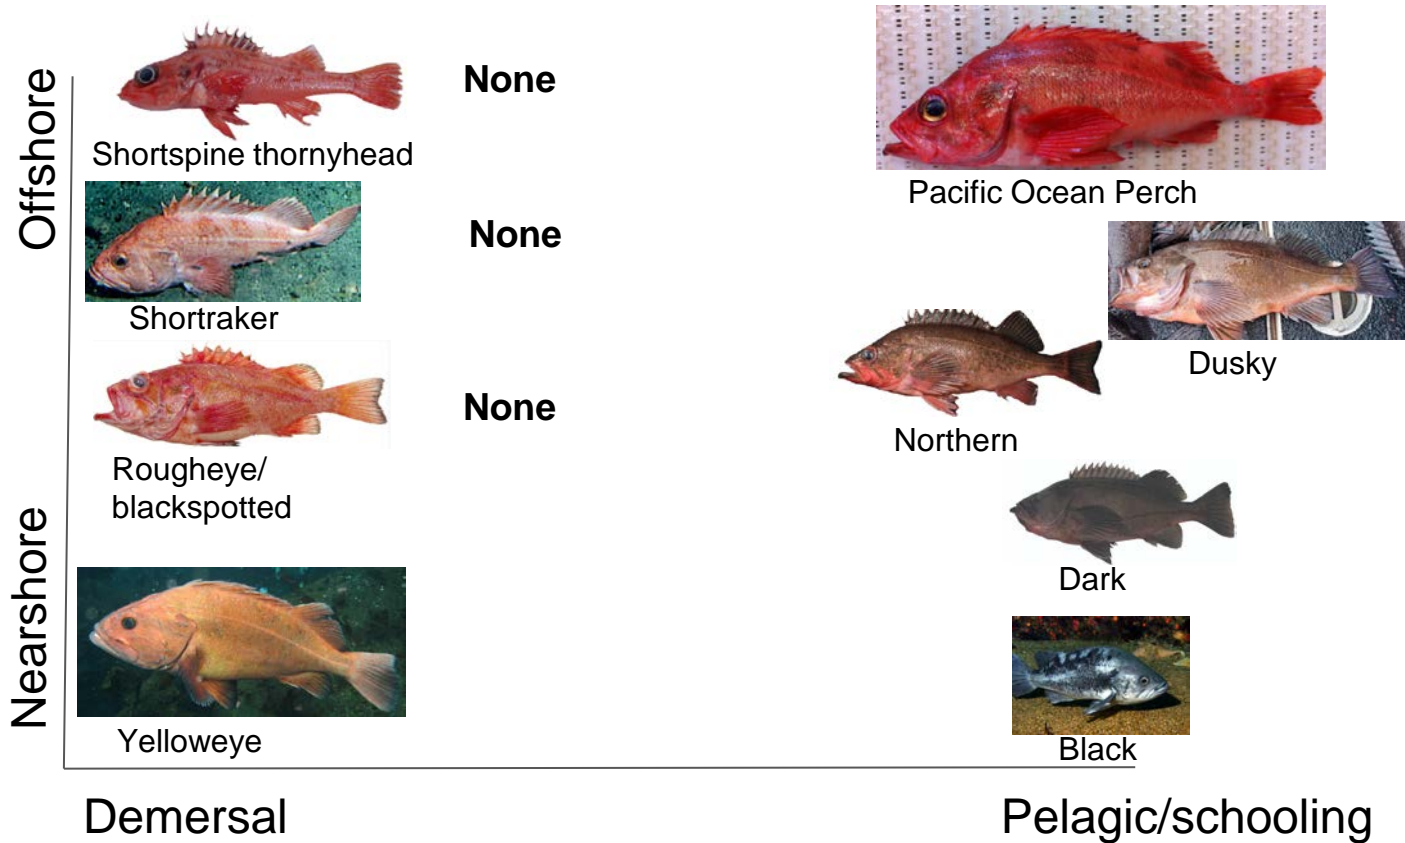 Offshore
Nearshore
Shortspine thornyhead
None
Pacific Ocean Perch
Shortraker
None
Dusky
Rougheye/
blackspotted
None
Northern
Dark
Yelloweye
Black
Demersal
Pelagic/schooling